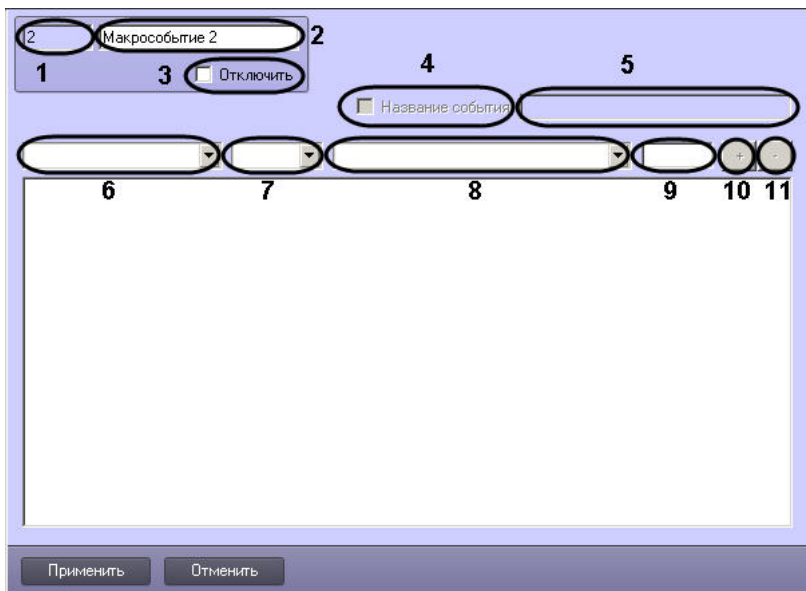 2 Макрособытие 2 2
1 3 Отключить
4 5
Название события
+ -
6 7 8 9 10 11
Применить Отменить